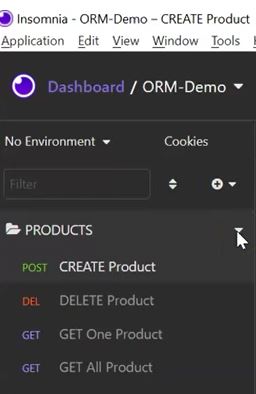 Insomnia - ORM-Demo – CREATE Product
Application Edit View Window Tools
Dashboard / ORM-Demo
No Environment Cookies
Filter
PRODUCTS
POST CREATE Product
DEL DELETE Product
GET GET One Product
GET GET All Product